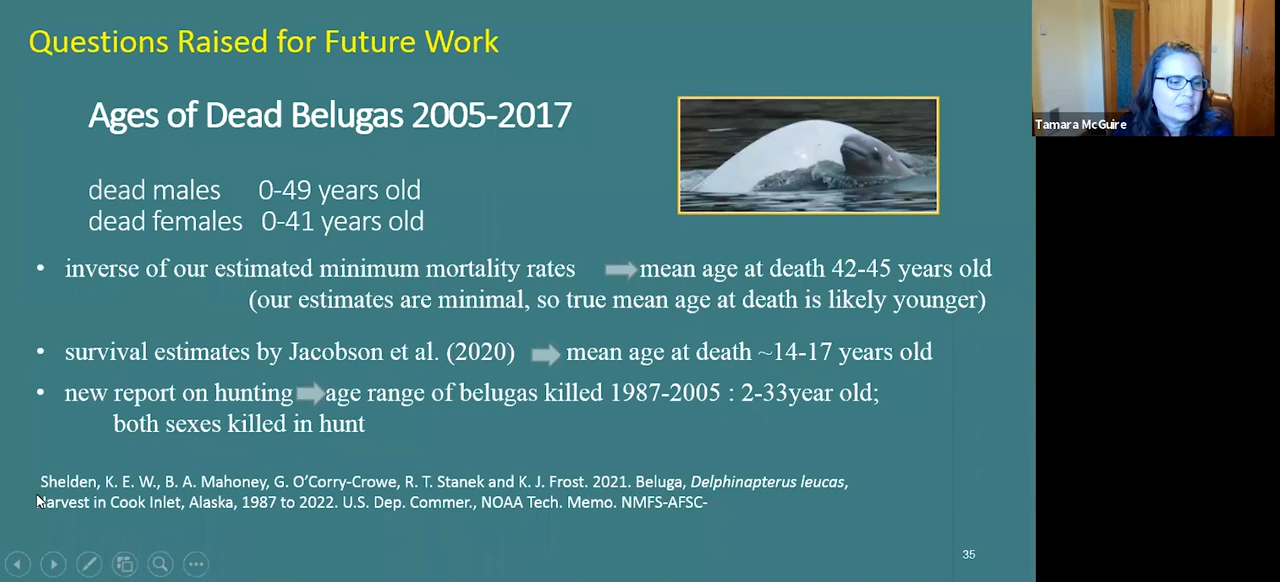 Questions Raised for Future Work
Ages of Dead Belugas 2005-2017
Tamara McGuire
dead males 0-49 years old
dead females 0-41 years old
• inverse of our estimated minimum mortality rates mean age at death 42-45 years old
(our estimates are minimal, so true mean age at death is likely younger)
• survival estimates by Jacobson et al. (2020) mean age at death ~14-17 years old
• new report on hunting age range of belugas killed 1987-2005 : 2-33year old;
both sexes killed in hunt
Shelden, K. E. W., B. A. Mahoney, G. O'Corry-Crowe, R. T. Stanek and K. J. Frost. 2021. Beluga, Delphinapterus leucas,
Harvest in Cook Inlet, Alaska, 1987 to 2022. U.S. Dep. Commer., NOAA Tech. Memo. NMFS-AFSC-
35